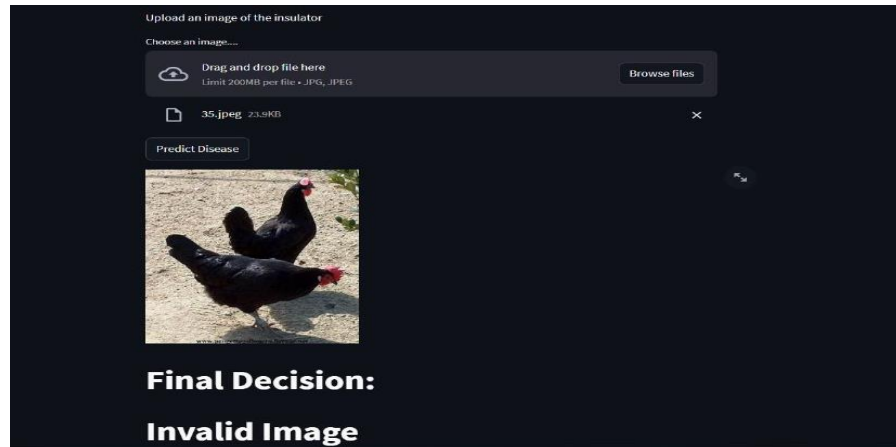 Upload an image of the insulator
Choose an image....
Drag and drop file here
Limit 200MB per file • JPG, JPEG
Browse files
35.jpeg 23.9KB
Predict Disease
Final Decision:
Invalid Image